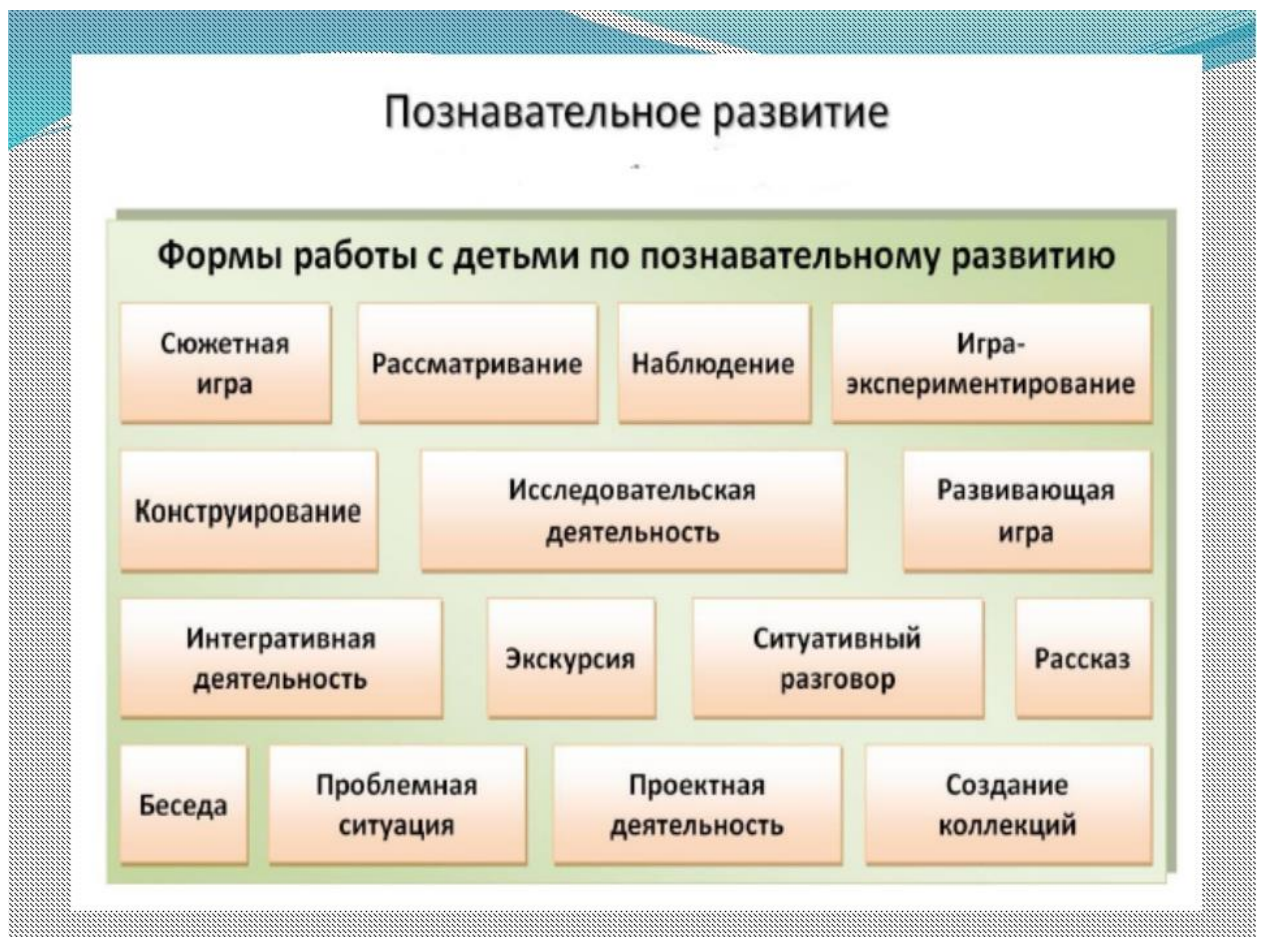 Познавательное развитие
Формы работы с детьми по познавательному развитию
Сюжетная
игра
Рассматривание
Наблюдение
Игра-
экспериментирование
Конструирование
Исследовательская
деятельность
Развивающая
игра
Интегративная
деятельность
Экскурсия
Ситуативный
разговор
Рассказ
Беседа
Проблемная
ситуация
Проектная
деятельность
Создание
коллекций